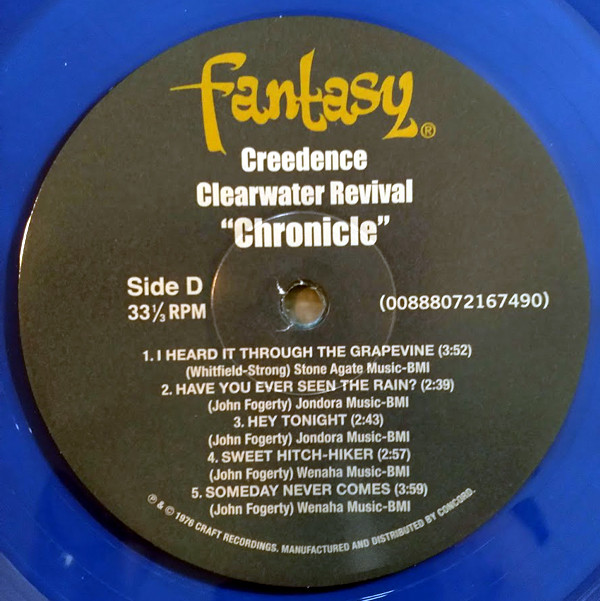 fantasy®
Creedence
Clearwater Revival
“Chronicle”
Side D
33⅓ RPM
(00888072167490)
1. I HEARD IT THROUGH THE GRAPEVINE (3:52)
(Whitfield-Strong) Stone Agate Music-BMI
2. HAVE YOU EVER SEEN THE RAIN? (2:39)
(John Fogerty) Jondora Music-BMI
3. HEY TONIGHT (2:43)
(John Fogerty) Jondora Music-BMI
4. SWEET HITCH-HIKER (2:57)
(John Fogerty) Wenaha Music-BMI
5. SOMEDAY NEVER COMES (3:59)
(John Fogerty) Wenaha Music-BMI
℗ & © 1976 CRAFT RECORDINGS. MANUFACTURED AND DISTRIBUTED BY CONCORD.